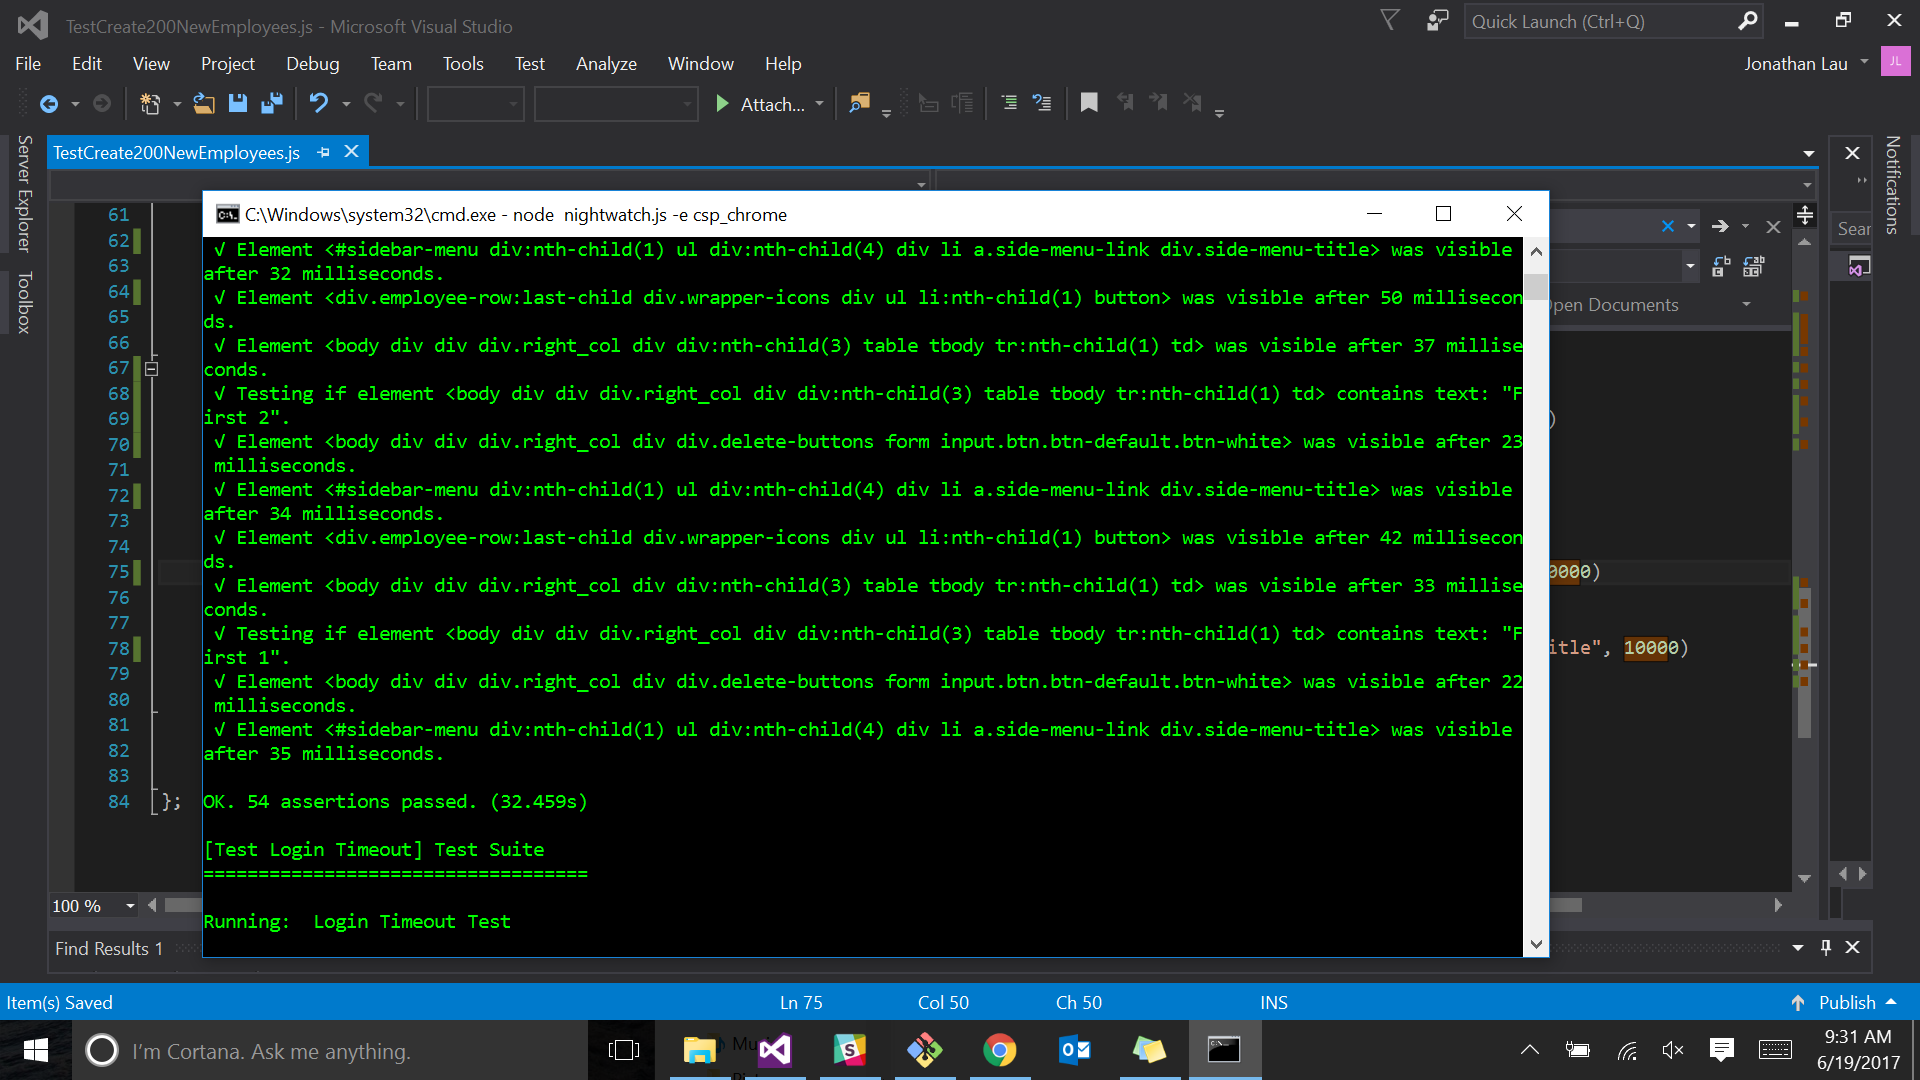 TestCreate200NewEmployees.js - Microsoft Visual Studio
Quick Launch (Ctrl+Q)
File Edit View Project Debug Team Tools Test Analyze Window Help
Jonathan Lau
JL
Attach...
Server Explorer
Toolbox
TestCreate200NewEmployees.js
Notifications
C:\Windows\system32\cmd.exe - node  nightwatch.js -e csp_chrome
Sear
pen Documents
61
62
63
64
65
66
67
68
69
)
70
71
72
73
74
75
0000)
76
77
78
itle", 10000)
79
80
81
82
83
84
};
√ Element <#sidebar-menu div:nth-child(1) ul div:nth-child(4) div li a.side-menu-link div.side-menu-title> was visible
after 32 milliseconds.
√ Element <div.employee-row:last-child div.wrapper-icons div ul li:nth-child(1) button> was visible after 50 millisecon
ds.
√ Element <body div div div.right_col div div:nth-child(3) table tbody tr:nth-child(1) td> was visible after 37 millise
conds.
√ Testing if element <body div div div.right_col div div:nth-child(3) table tbody tr:nth-child(1) td> contains text: "F
irst 2".
√ Element <body div div div.right_col div div.delete-buttons form input.btn.btn-default.btn-white> was visible after 23
milliseconds.
√ Element <#sidebar-menu div:nth-child(1) ul div:nth-child(4) div li a.side-menu-link div.side-menu-title> was visible
after 34 milliseconds.
√ Element <div.employee-row:last-child div.wrapper-icons div ul li:nth-child(1) button> was visible after 42 millisecon
ds.
√ Element <body div div div.right_col div div:nth-child(3) table tbody tr:nth-child(1) td> was visible after 33 millise
conds.
√ Testing if element <body div div div.right_col div div:nth-child(3) table tbody tr:nth-child(1) td> contains text: "F
irst 1".
√ Element <body div div div.right_col div div.delete-buttons form input.btn.btn-default.btn-white> was visible after 22
milliseconds.
√ Element <#sidebar-menu div:nth-child(1) ul div:nth-child(4) div li a.side-menu-link div.side-menu-title> was visible
after 35 milliseconds.
OK. 54 assertions passed. (32.459s)
[Test Login Timeout] Test Suite
===================================
Running:  Login Timeout Test
100 %
Find Results 1
Item(s) Saved
Ln 75
Col 50
Ch 50
INS
Publish
I'm Cortana. Ask me anything.
Mu
9:31 AM
6/19/2017